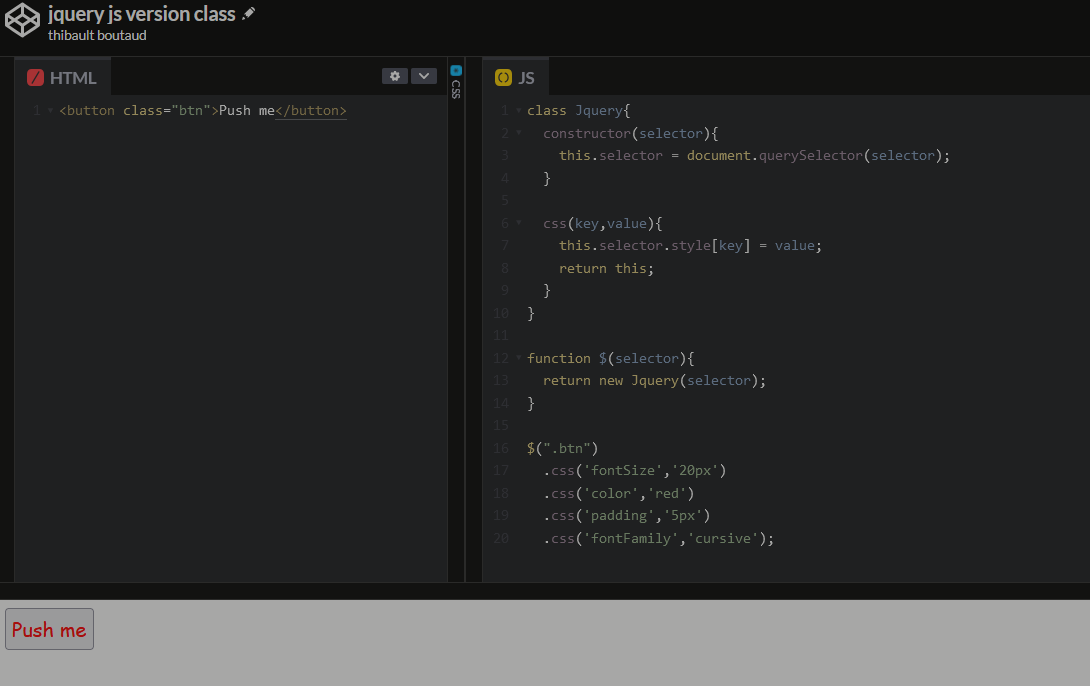 jquery js version class
thibault boutaud
HTML
1 <button class="btn">Push me</button>
CSS
JS
1 class Jquery{
2 constructor(selector){
3 this.selector = document.querySelector(selector);
4 }
5
6 css(key,value){
7 this.selector.style[key] = value;
8 return this;
9 }
10 }
11
12 function $(selector){
13 return new Jquery(selector);
14 }
15
16 $(".btn")
17 .css('fontSize','20px')
18 .css('color','red')
19 .css('padding','5px')
20 .css('fontFamily','cursive');
Push me